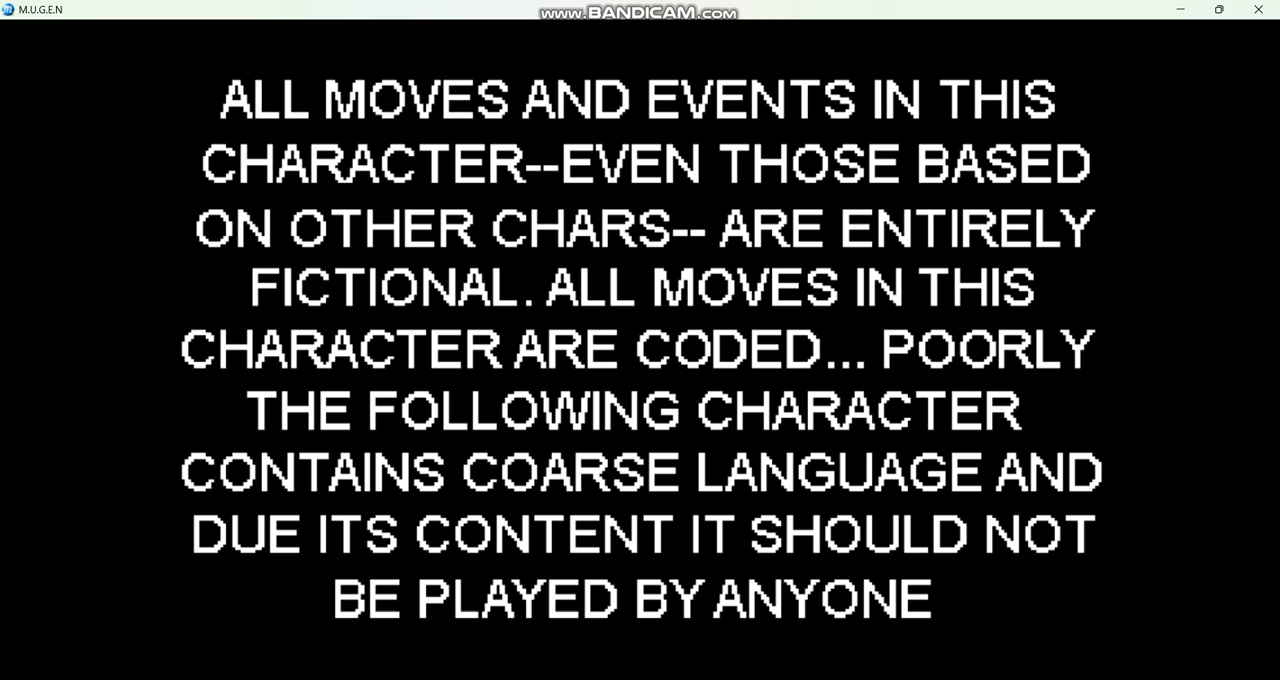 M.U.G.E.N
www.BANDICAM.com
ALL MOVES AND EVENTS IN THIS
CHARACTER--EVEN THOSE BASED
ON OTHER CHARS-- ARE ENTIRELY
FICTIONAL. ALL MOVES IN THIS
CHARACTER ARE CODED... POORLY
THE FOLLOWING CHARACTER
CONTAINS COARSE LANGUAGE AND
DUE ITS CONTENT IT SHOULD NOT
BE PLAYED BY ANYONE